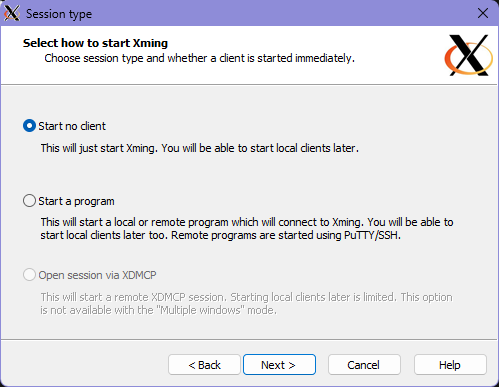 Session type
Select how to start Xming
Choose session type and whether a client is started immediately.
Start no client
This will just start Xming. You will be able to start local clients later.
Start a program
This will start a local or remote program which will connect to Xming. You will be able to
start local clients later too. Remote programs are started using PuTTY/SSH.
Open session via XDMCP
This will start a remote XDMCP session. Starting local clients later is limited. This option
is not available with the "Multiple windows" mode.
< Back
Next >
Cancel
Help